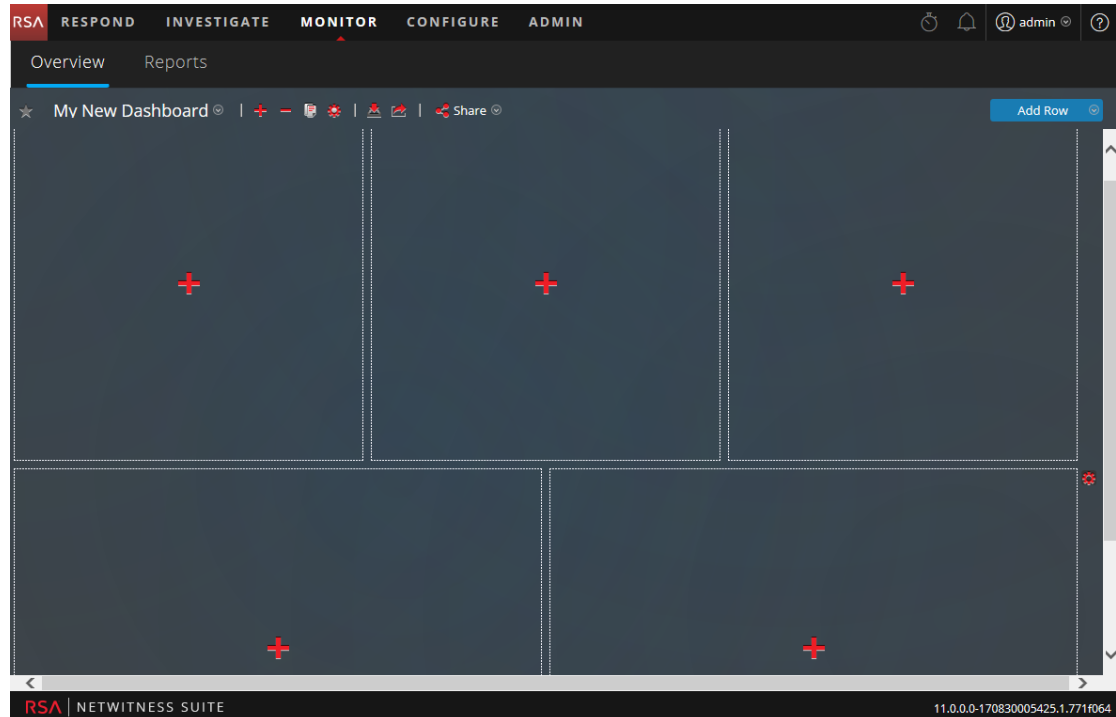 RSA RESPOND INVESTIGATE MONITOR CONFIGURE ADMIN admin ?
Overview Reports
My New Dashboard Share Add Row
RSA NETWITNESS SUITE 11.0.0.0-170830005425.1.771f064